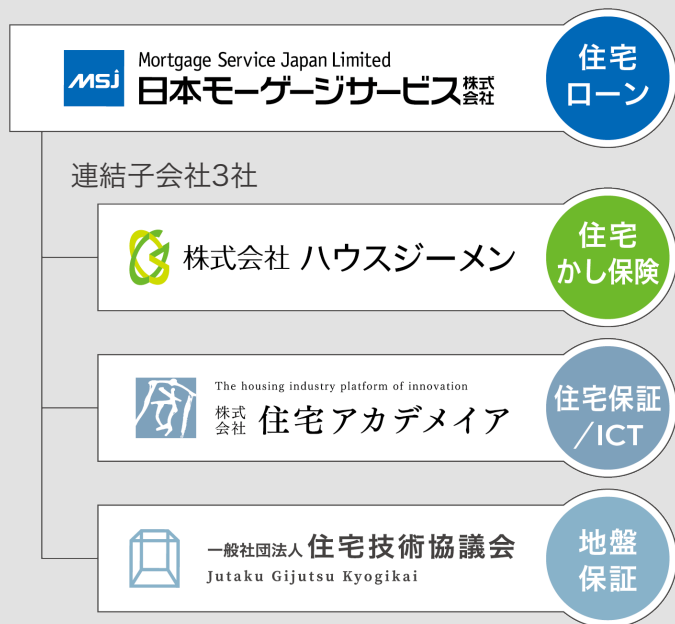 MSJ
Mortgage Service Japan Limited
日本モーゲージサービス株式会社
住宅
ローン
連結子会社3社
株式会社 ハウスジーメン
住宅
かし保険
The housing industry platform of innovation
株式会社 住宅アカデメイア
住宅保証
/ICT
一般社団法人 住宅技術協議会
Jutaku Gijutsu Kyogikai
地盤
保証